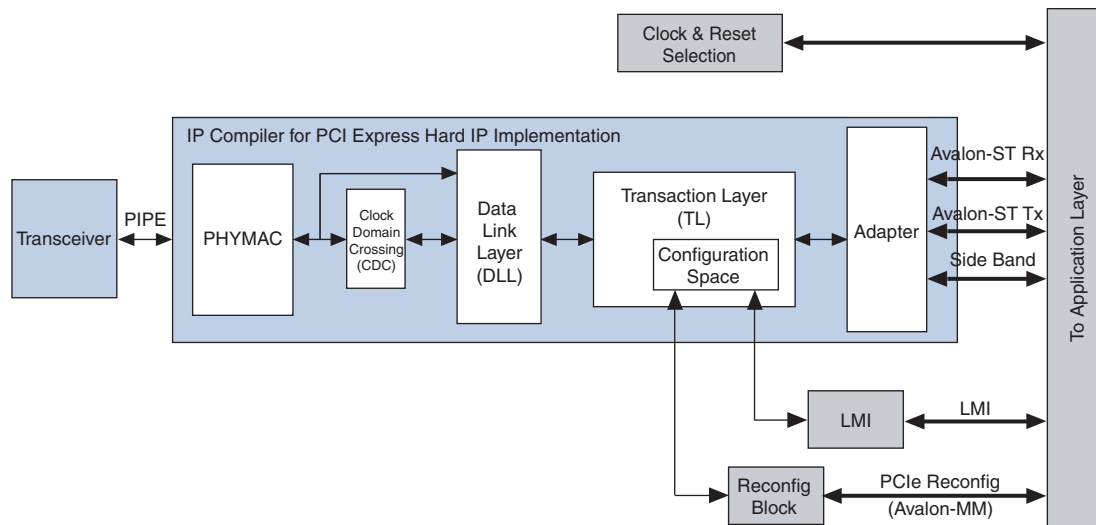 Clock & Reset
Selection
IP Compiler for PCI Express Hard IP Implementation
Transceiver
PIPE
PHYMAC
Clock
Domain
Crossing
(CDC)
Data
Link
Layer
(DLL)
Transaction Layer
(TL)
Configuration
Space
Adapter
Avalon-ST Rx
Avalon-ST Tx
Side Band
To Application Layer
LMI
LMI
Reconfig
Block
PCIe Reconfig
(Avalon-MM)